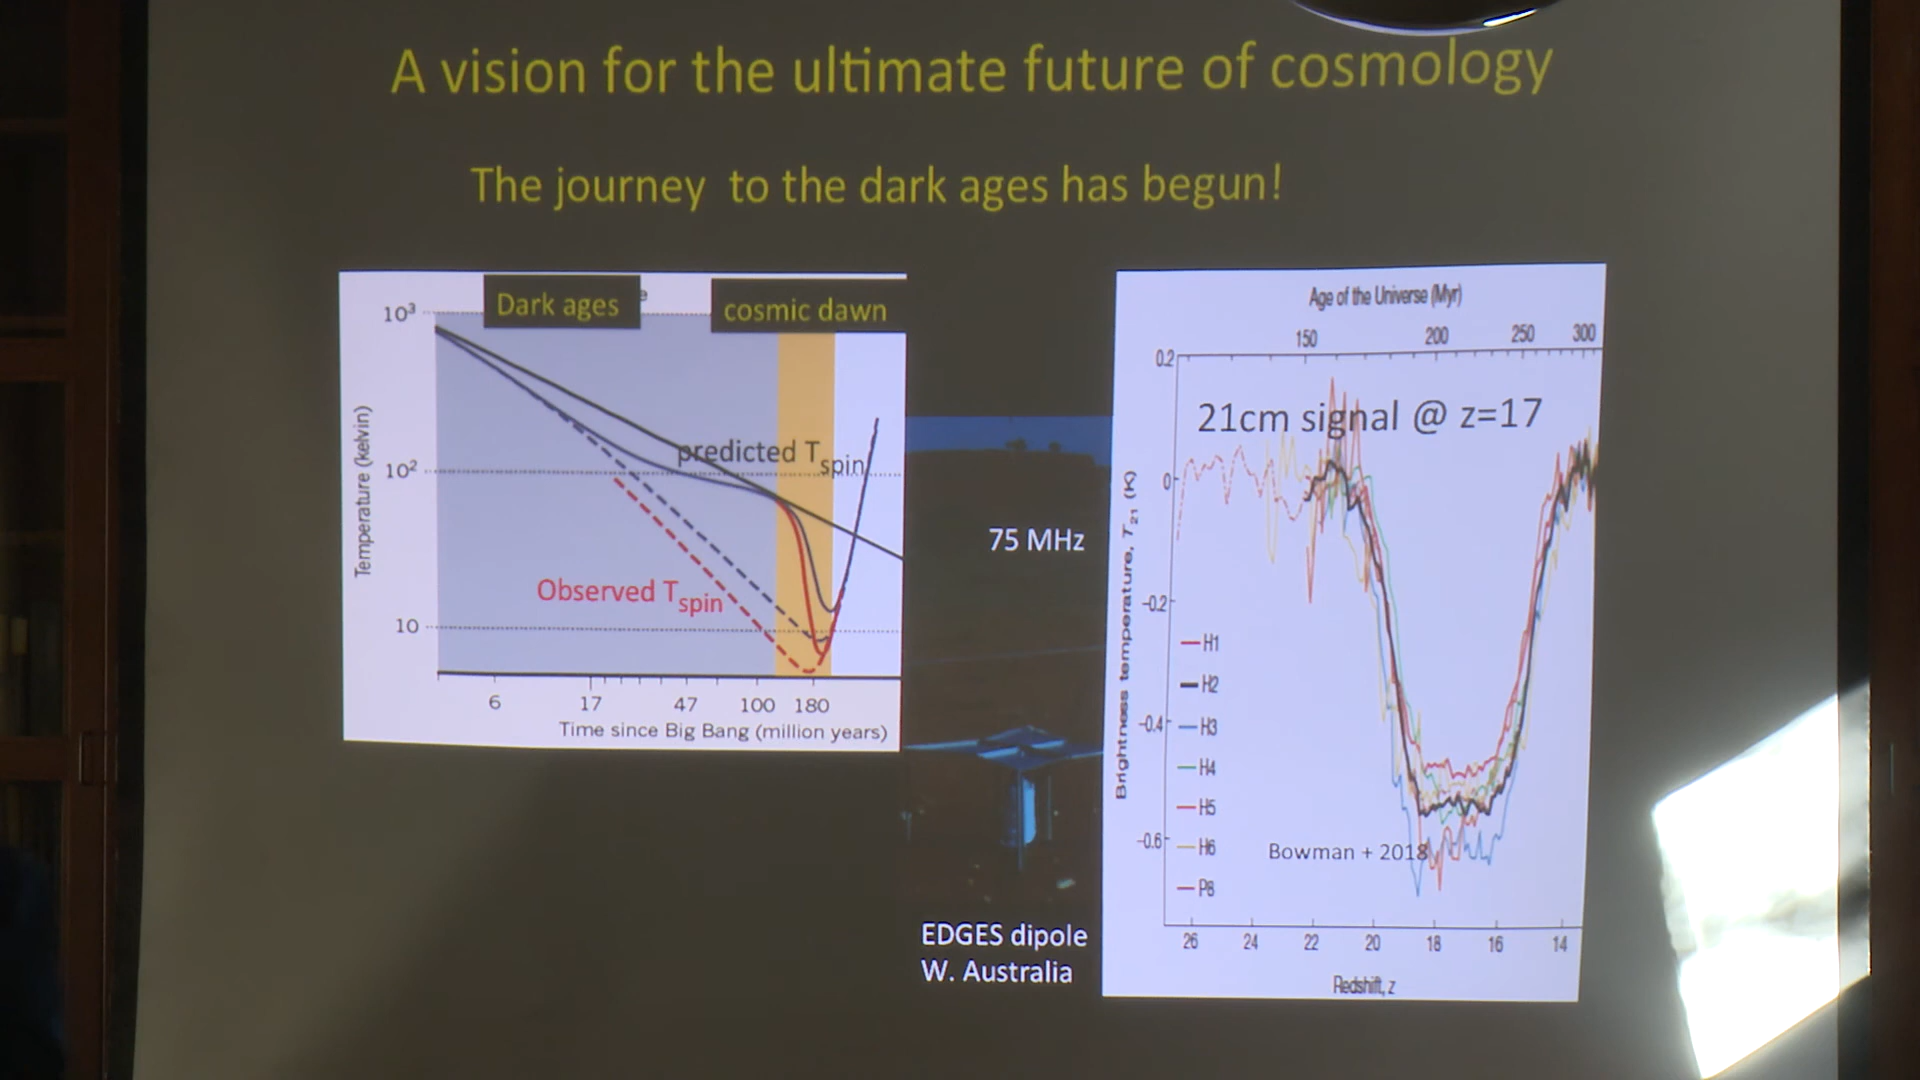 A vision for the ultimate future of cosmology
The journey to the dark ages has begun!
Dark ages
e
cosmic dawn
10³
10²
10
Temperature (kelvin)
predicted Tspin
Observed Tspin
6 17 47 100 180
Time since Big Bang (million years)
75 MHz
EDGES dipole
W. Australia
Age of the Universe (Myr)
150 200 250 300
0.2
0
-0.2
-0.4
-0.6
Brightness temperature, T21 (K)
21cm signal @ z=17
H1
H2
H3
H4
H5
H6
P8
Bowman + 2018
26 24 22 20 18 16 14
Redshift, z